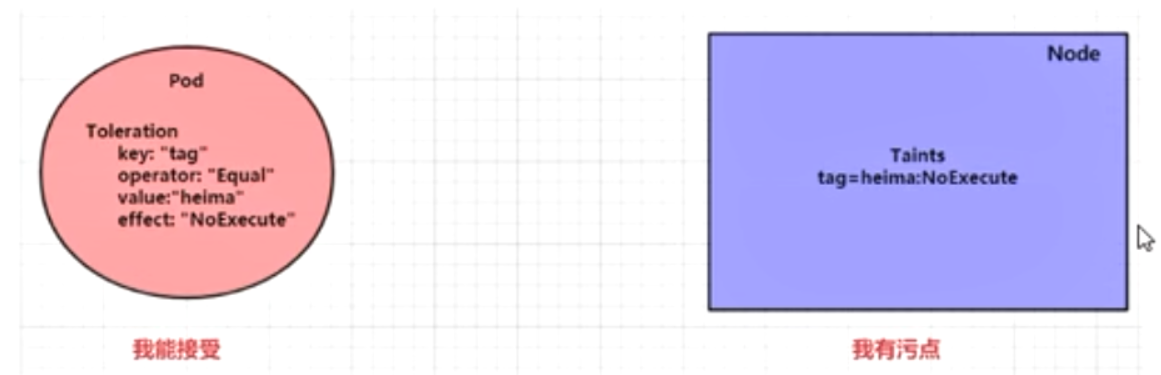 Pod
Toleration
key: "tag"
operator: "Equal"
value:"heima"
effect: "NoExecute"
我能接受
Node
Taints
tag=heima:NoExecute
我有污点